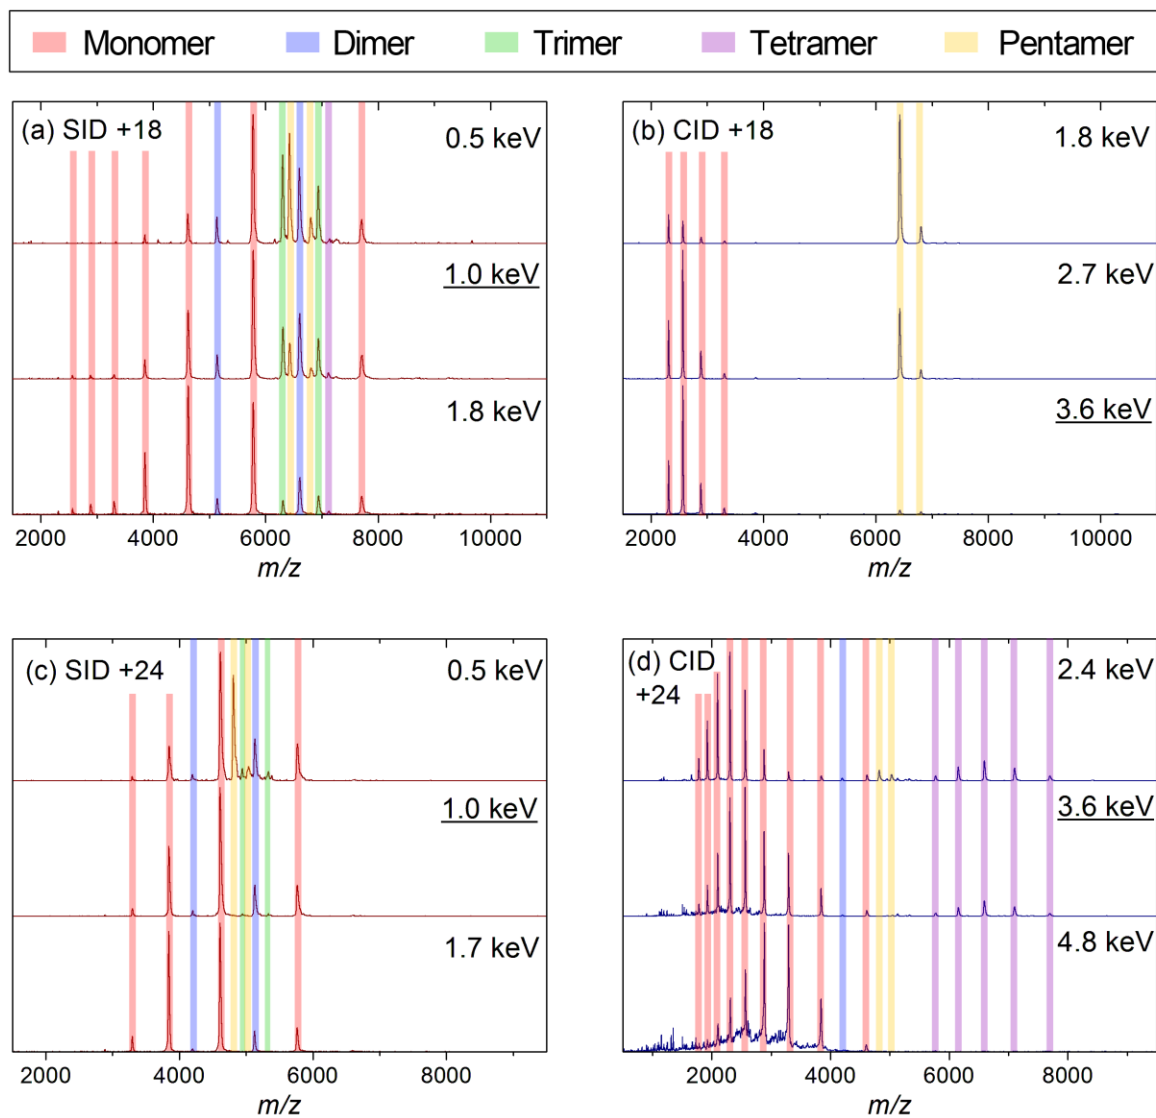 Monomer Dimer Trimer Tetramer Pentamer
(a) SID +18
0.5 keV
1.0 keV
1.8 keV
2000 4000 6000 8000 10000
m/z
(b) CID +18
1.8 keV
2.7 keV
3.6 keV
2000 4000 6000 8000 10000
m/z
(c) SID +24
0.5 keV
1.0 keV
1.7 keV
2000 4000 6000 8000
m/z
(d) CID
+24
2.4 keV
3.6 keV
4.8 keV
2000 4000 6000 8000
m/z